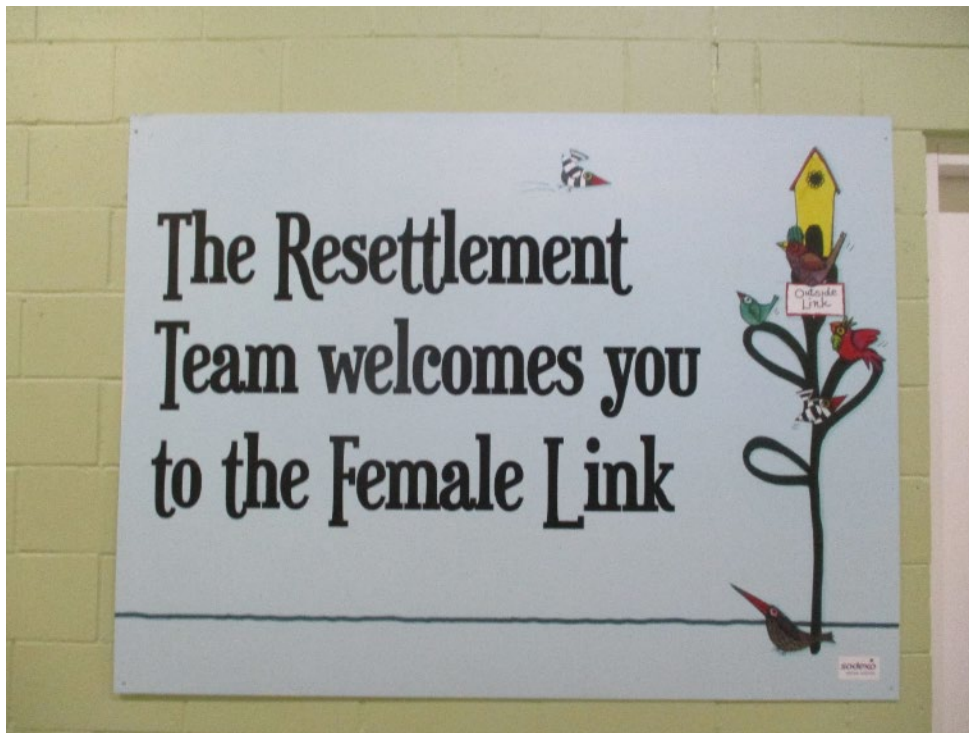 The Resettlement
Team welcomes you
to the Female Link
Outside
Link
sodexo